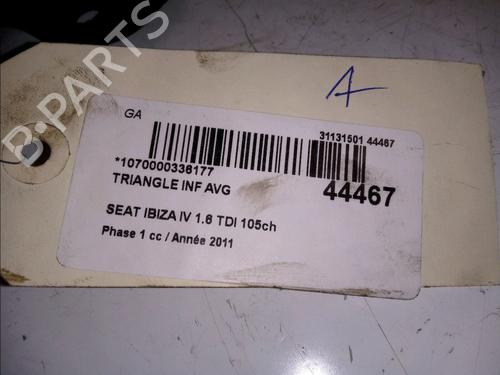 B-PARTS
A
GA
31131501 44467
*1070000336177
TRIANGLE INF AVG
44467
SEAT IBIZA IV 1.6 TDI 105ch
Phase 1 cc / Année 2011